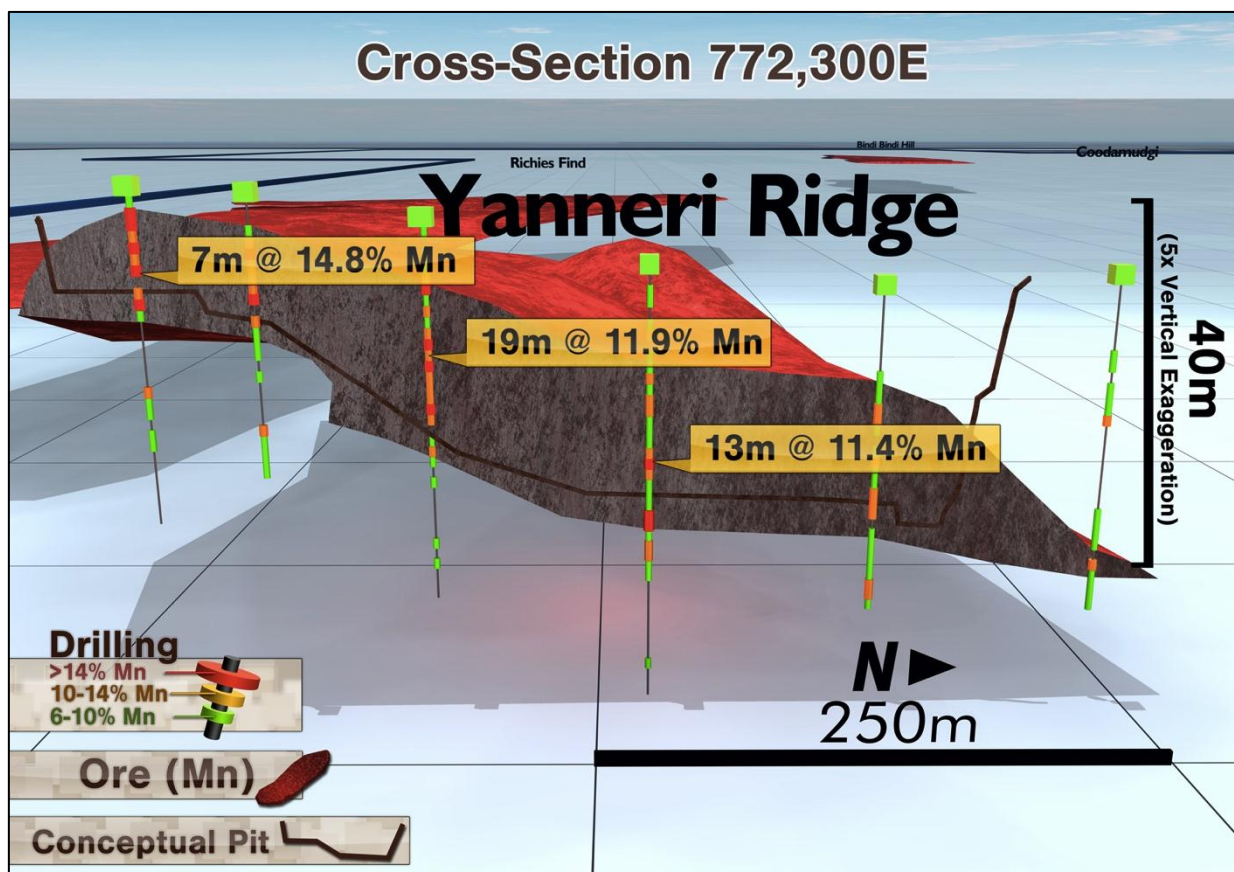 Cross-Section 772,300E
Richies Find
Bindi Bindi Hill
Coodamudgi
Yanneri Ridge
7m @ 14.8% Mn
19m @ 11.9% Mn
13m @ 11.4% Mn
40m
(5x Vertical Exaggeration)
N
250m
Drilling
>14% Mn
10-14% Mn
6-10% Mn
Ore (Mn)
Conceptual Pit